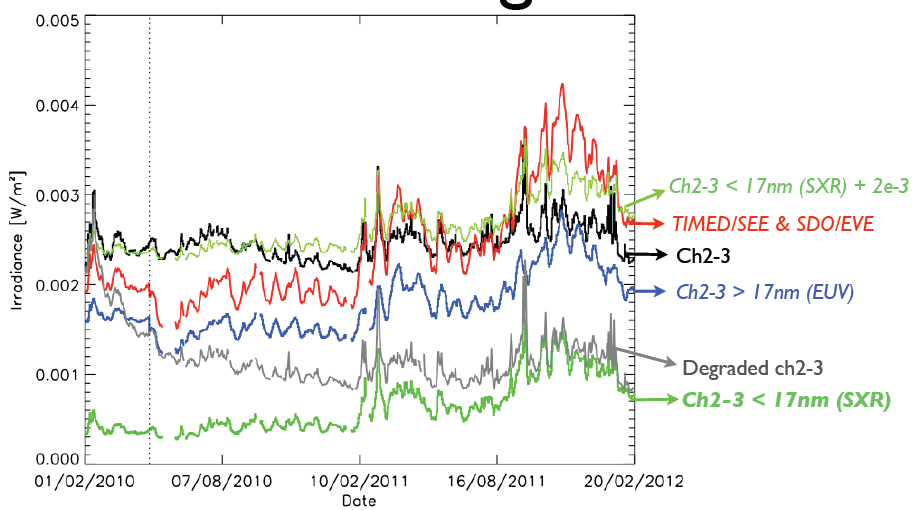 g
0.005
0.004
0.003
0.002
0.001
0.000
Irradiance [W/m²]
01/02/2010 07/08/2010 10/02/2011 16/08/2011 20/02/2012
Date
Ch2-3 < 17nm (SXR) + 2e-3
TIMED/SEE & SDO/EVE
Ch2-3
Ch2-3 > 17nm (EUV)
Degraded ch2-3
Ch2-3 < 17nm (SXR)